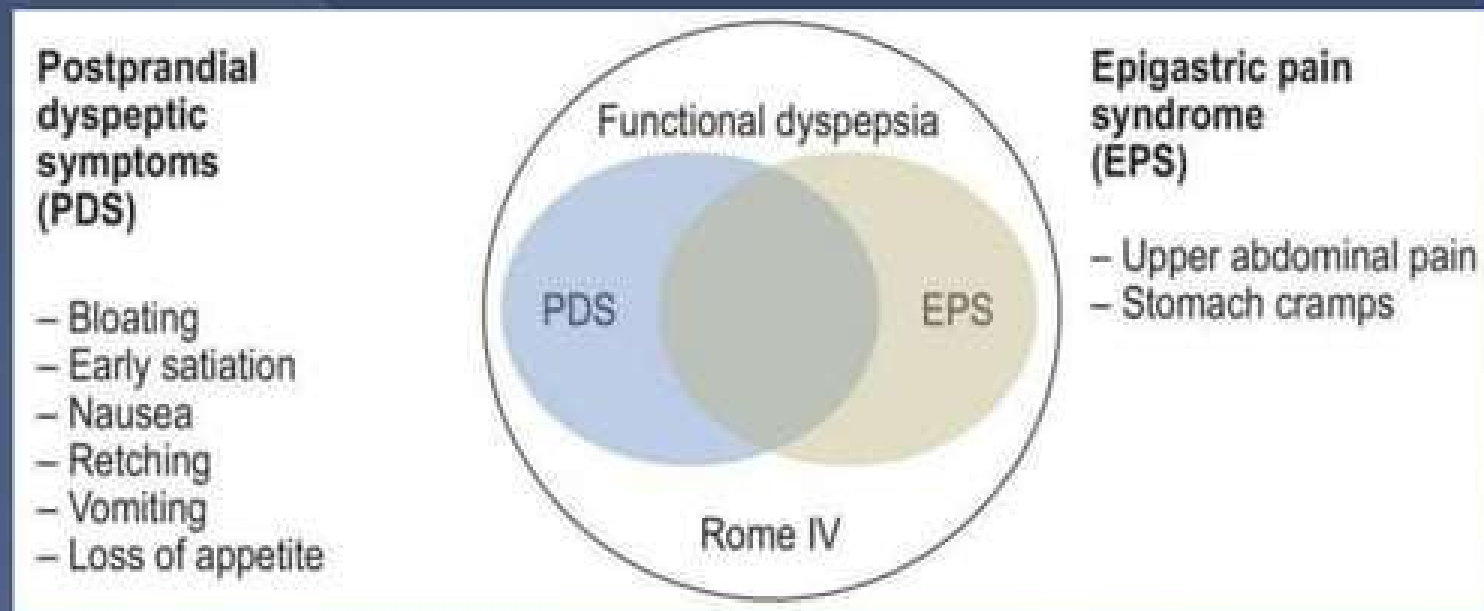 Postprandial
dyspeptic
symptoms
(PDS)
– Bloating
– Early satiation
– Nausea
– Retching
– Vomiting
– Loss of appetite
Functional dyspepsia
PDS
EPS
Rome IV
Epigastric pain
syndrome
(EPS)
– Upper abdominal pain
– Stomach cramps